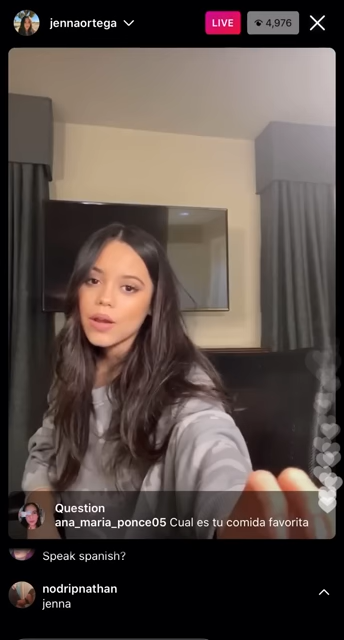 jennaortega
LIVE
4,976
Question
ana_maria_ponce05 Cual es tu comida favorita
Speak spanish?
nodripnathan
jenna